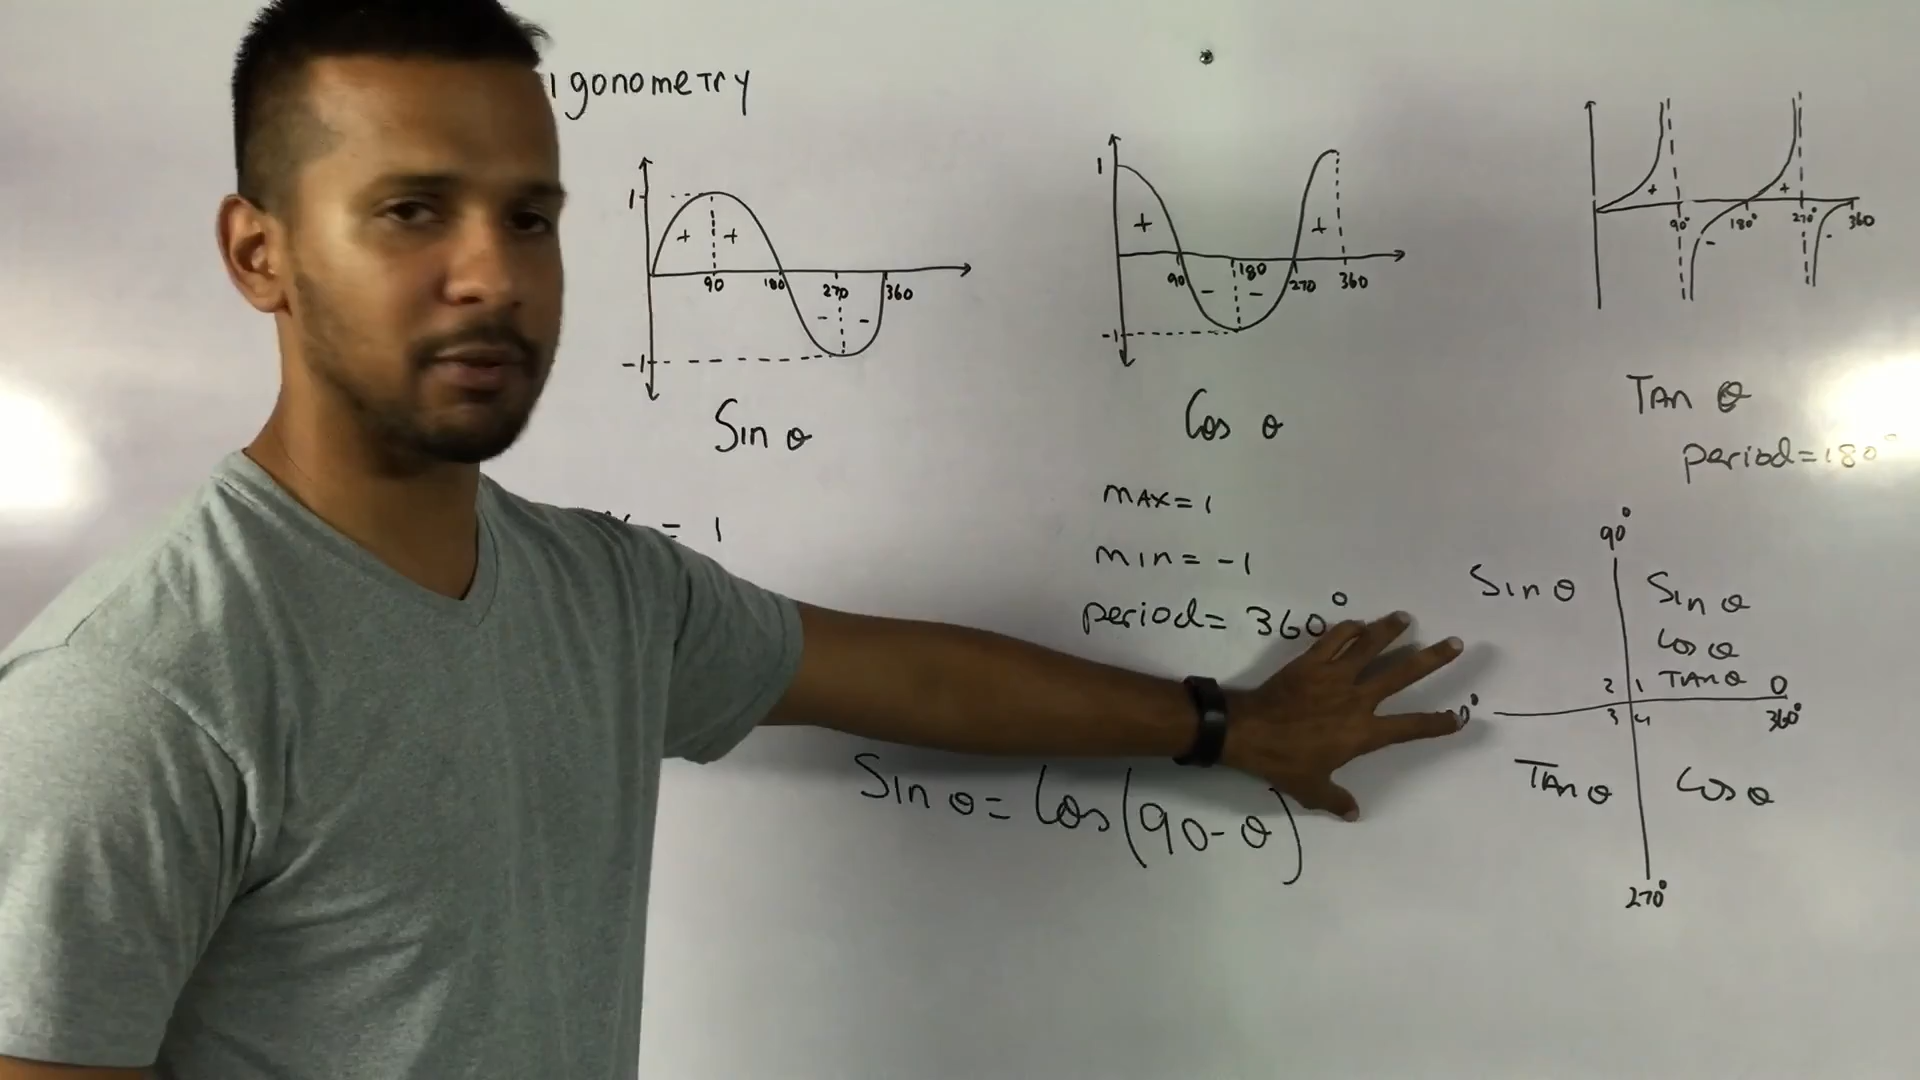 igonometry
1
+ +
90 180 270 360
- -
-1
Sin θ
= 1
1
+ +
90 180 270 360
- -
-1
Cos θ
max = 1
min = -1
period = 360°
+ +
90° 180° 270° 360
- -
Tan θ
period = 180°
90°
Sin θ
Sin θ
Cos θ
Tan θ
2 1
0
3 4
360°
0°
Tan θ
Cos θ
270°
Sin θ = Cos(90 - θ)